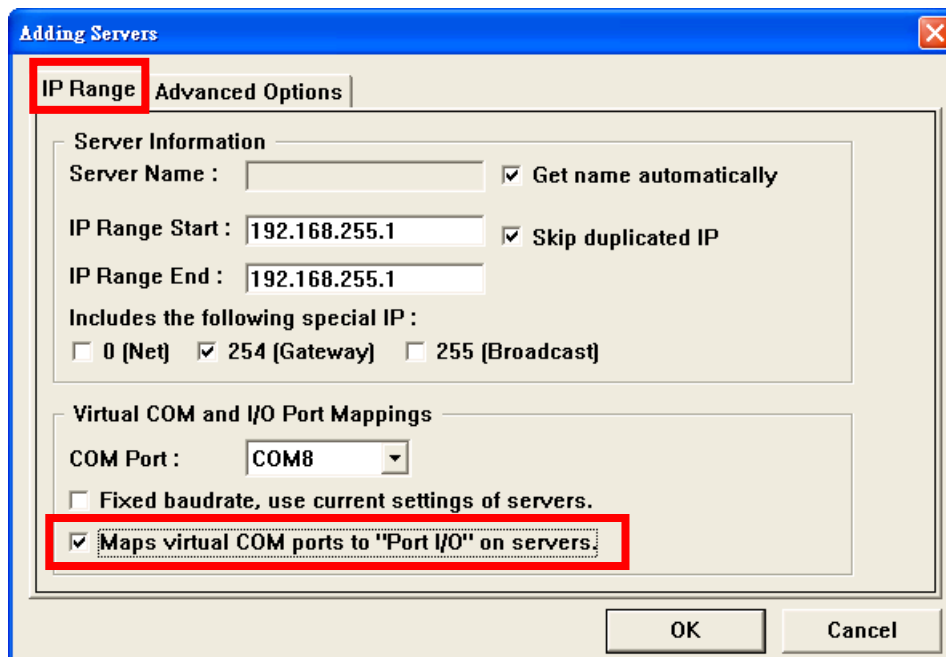 Adding Servers
IP Range Advanced Options
Server Information
Server Name : Get name automatically
IP Range Start : 192.168.255.1 Skip duplicated IP
IP Range End : 192.168.255.1
Includes the following special IP :
0 (Net) 254 (Gateway) 255 (Broadcast)
Virtual COM and I/O Port Mappings
COM Port : COM8
Fixed baudrate, use current settings of servers.
Maps virtual COM ports to "Port I/O" on servers.
OK Cancel